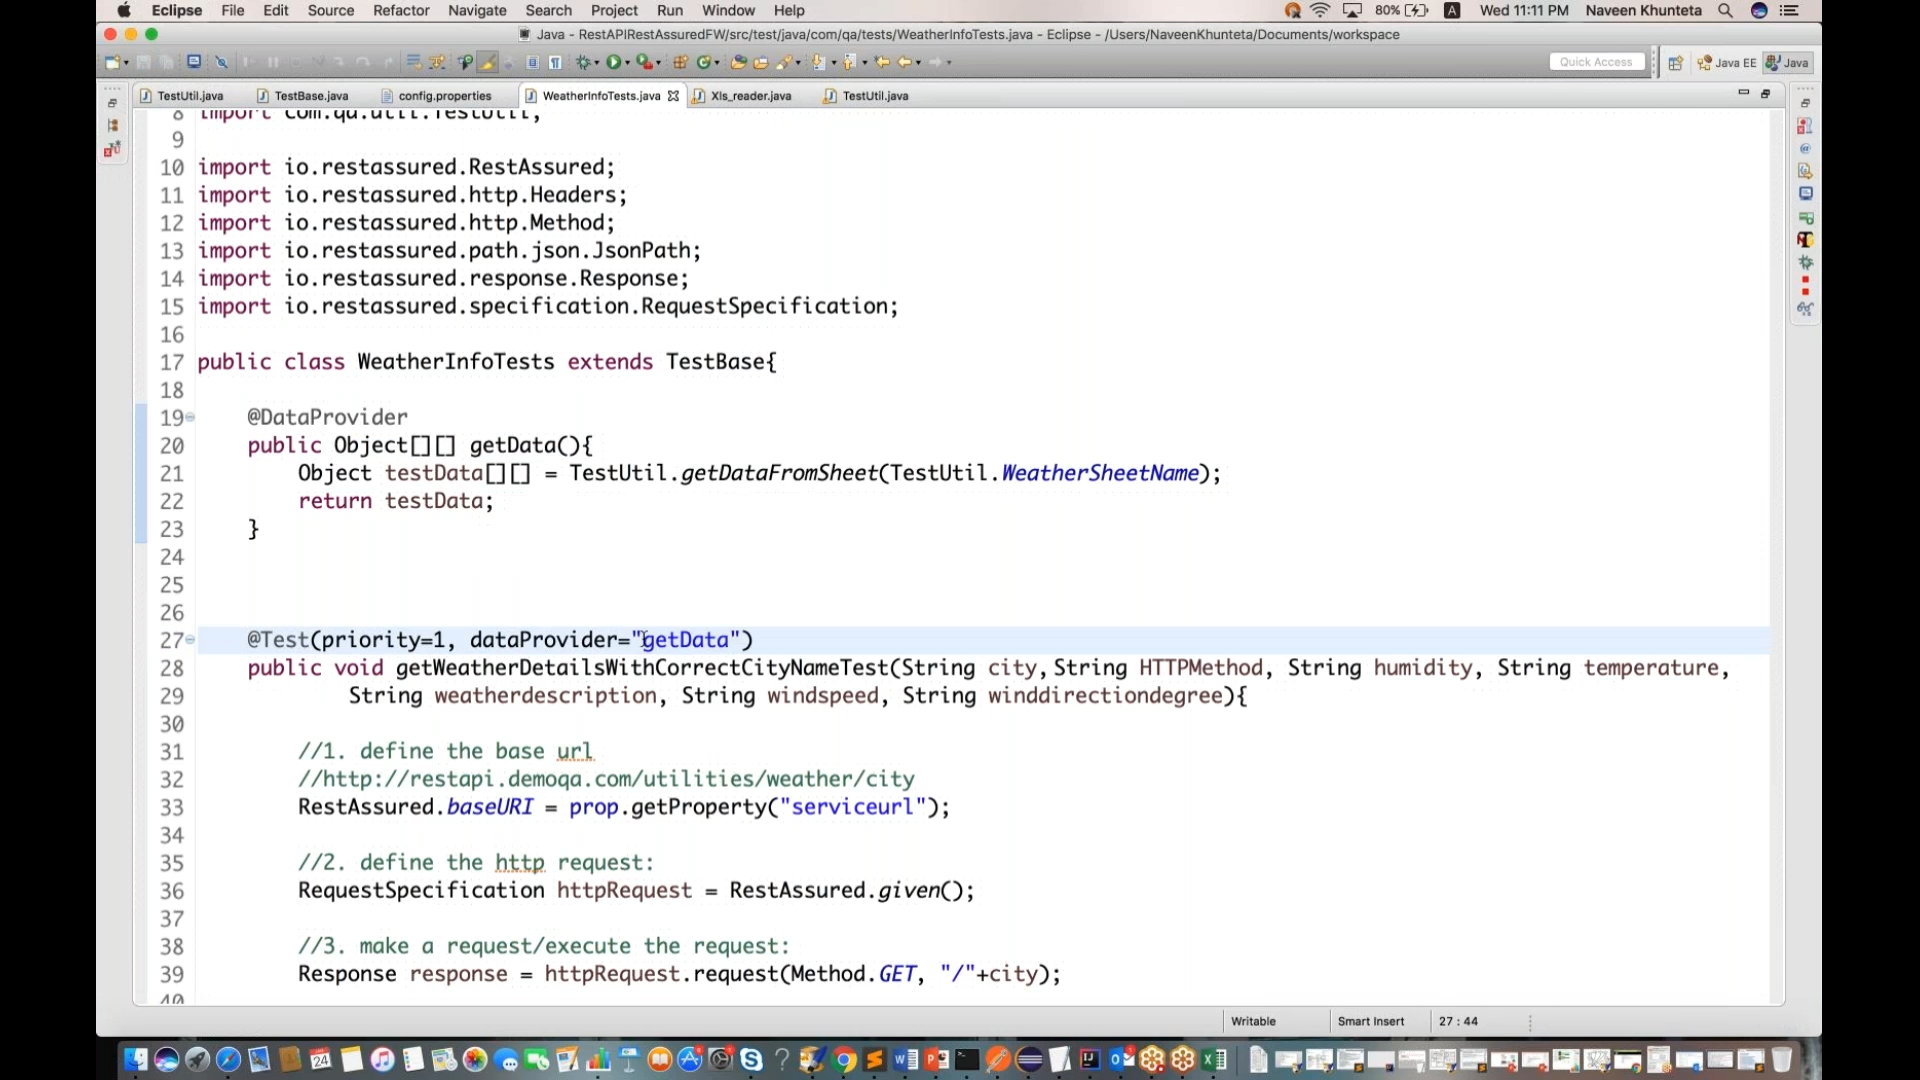 Eclipse File Edit Source Refactor Navigate Search Project Run Window Help 80% A Wed 11:11 PM Naveen Khunteta
Java - RestAPIRestAssuredFW/src/test/java/com/qa/tests/WeatherInfoTests.java - Eclipse - /Users/NaveenKhunteta/Documents/workspace
Quick Access Java EE Java
TestUtil.java TestBase.java config.properties WeatherInfoTests.java Xls_reader.java TestUtil.java
8 import com.qa.util.TestUtil;
9
10 import io.restassured.RestAssured;
11 import io.restassured.http.Headers;
12 import io.restassured.http.Method;
13 import io.restassured.path.json.JsonPath;
14 import io.restassured.response.Response;
15 import io.restassured.specification.RequestSpecification;
16
17 public class WeatherInfoTests extends TestBase{
18
19 @DataProvider
20 public Object[][] getData(){
21 Object testData[][] = TestUtil.getDataFromSheet(TestUtil.WeatherSheetName);
22 return testData;
23 }
24
25
26
27 @Test(priority=1, dataProvider="getData")
28 public void getWeatherDetailsWithCorrectCityNameTest(String city,String HTTPMethod, String humidity, String temperature,
29 String weatherdescription, String windspeed, String winddirectiondegree){
30
31 //1. define the base url
32 //http://restapi.demoqa.com/utilities/weather/city
33 RestAssured.baseURI = prop.getProperty("serviceurl");
34
35 //2. define the http request:
36 RequestSpecification httpRequest = RestAssured.given();
37
38 //3. make a request/execute the request:
39 Response response = httpRequest.request(Method.GET, "/"+city);
40
Writable Smart Insert 27 : 44